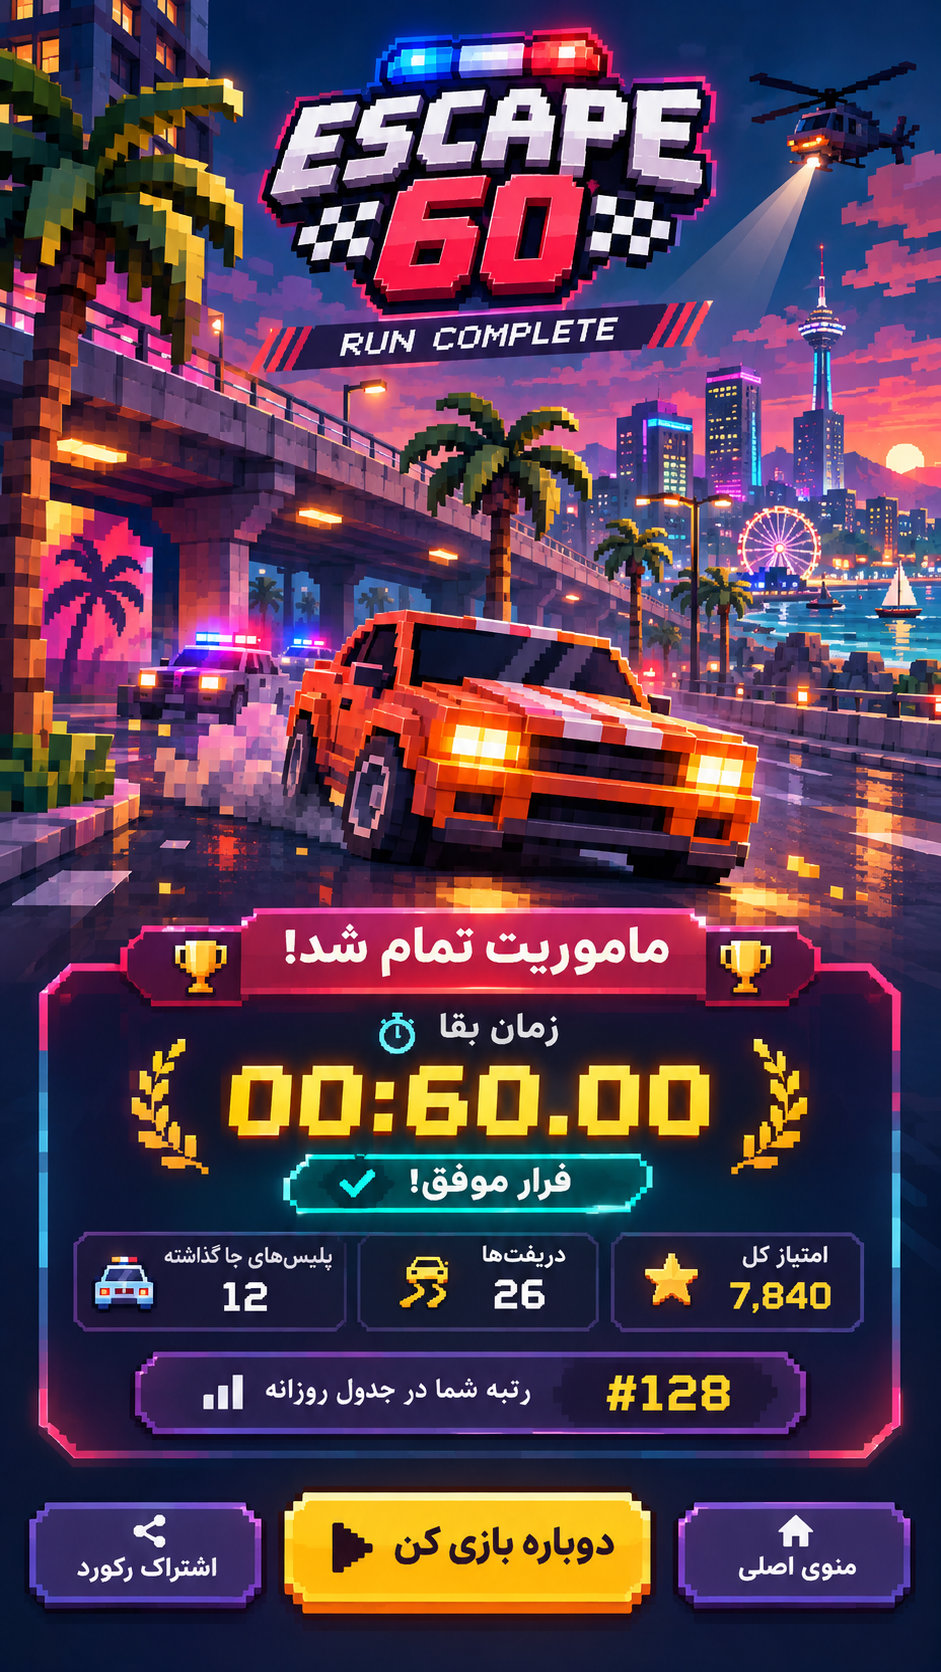 ESCAPE
60
RUN COMPLETE
ماموریت تمام شد!
زمان بقا
00:60.00
فرار موفق!
امتیاز کل
7,840
دریفت‌ها
26
پلیس‌های جا گذاشته
12
رتبه شما در جدول روزانه
#128
منوی اصلی
دوباره بازی کن
اشتراک رکورد